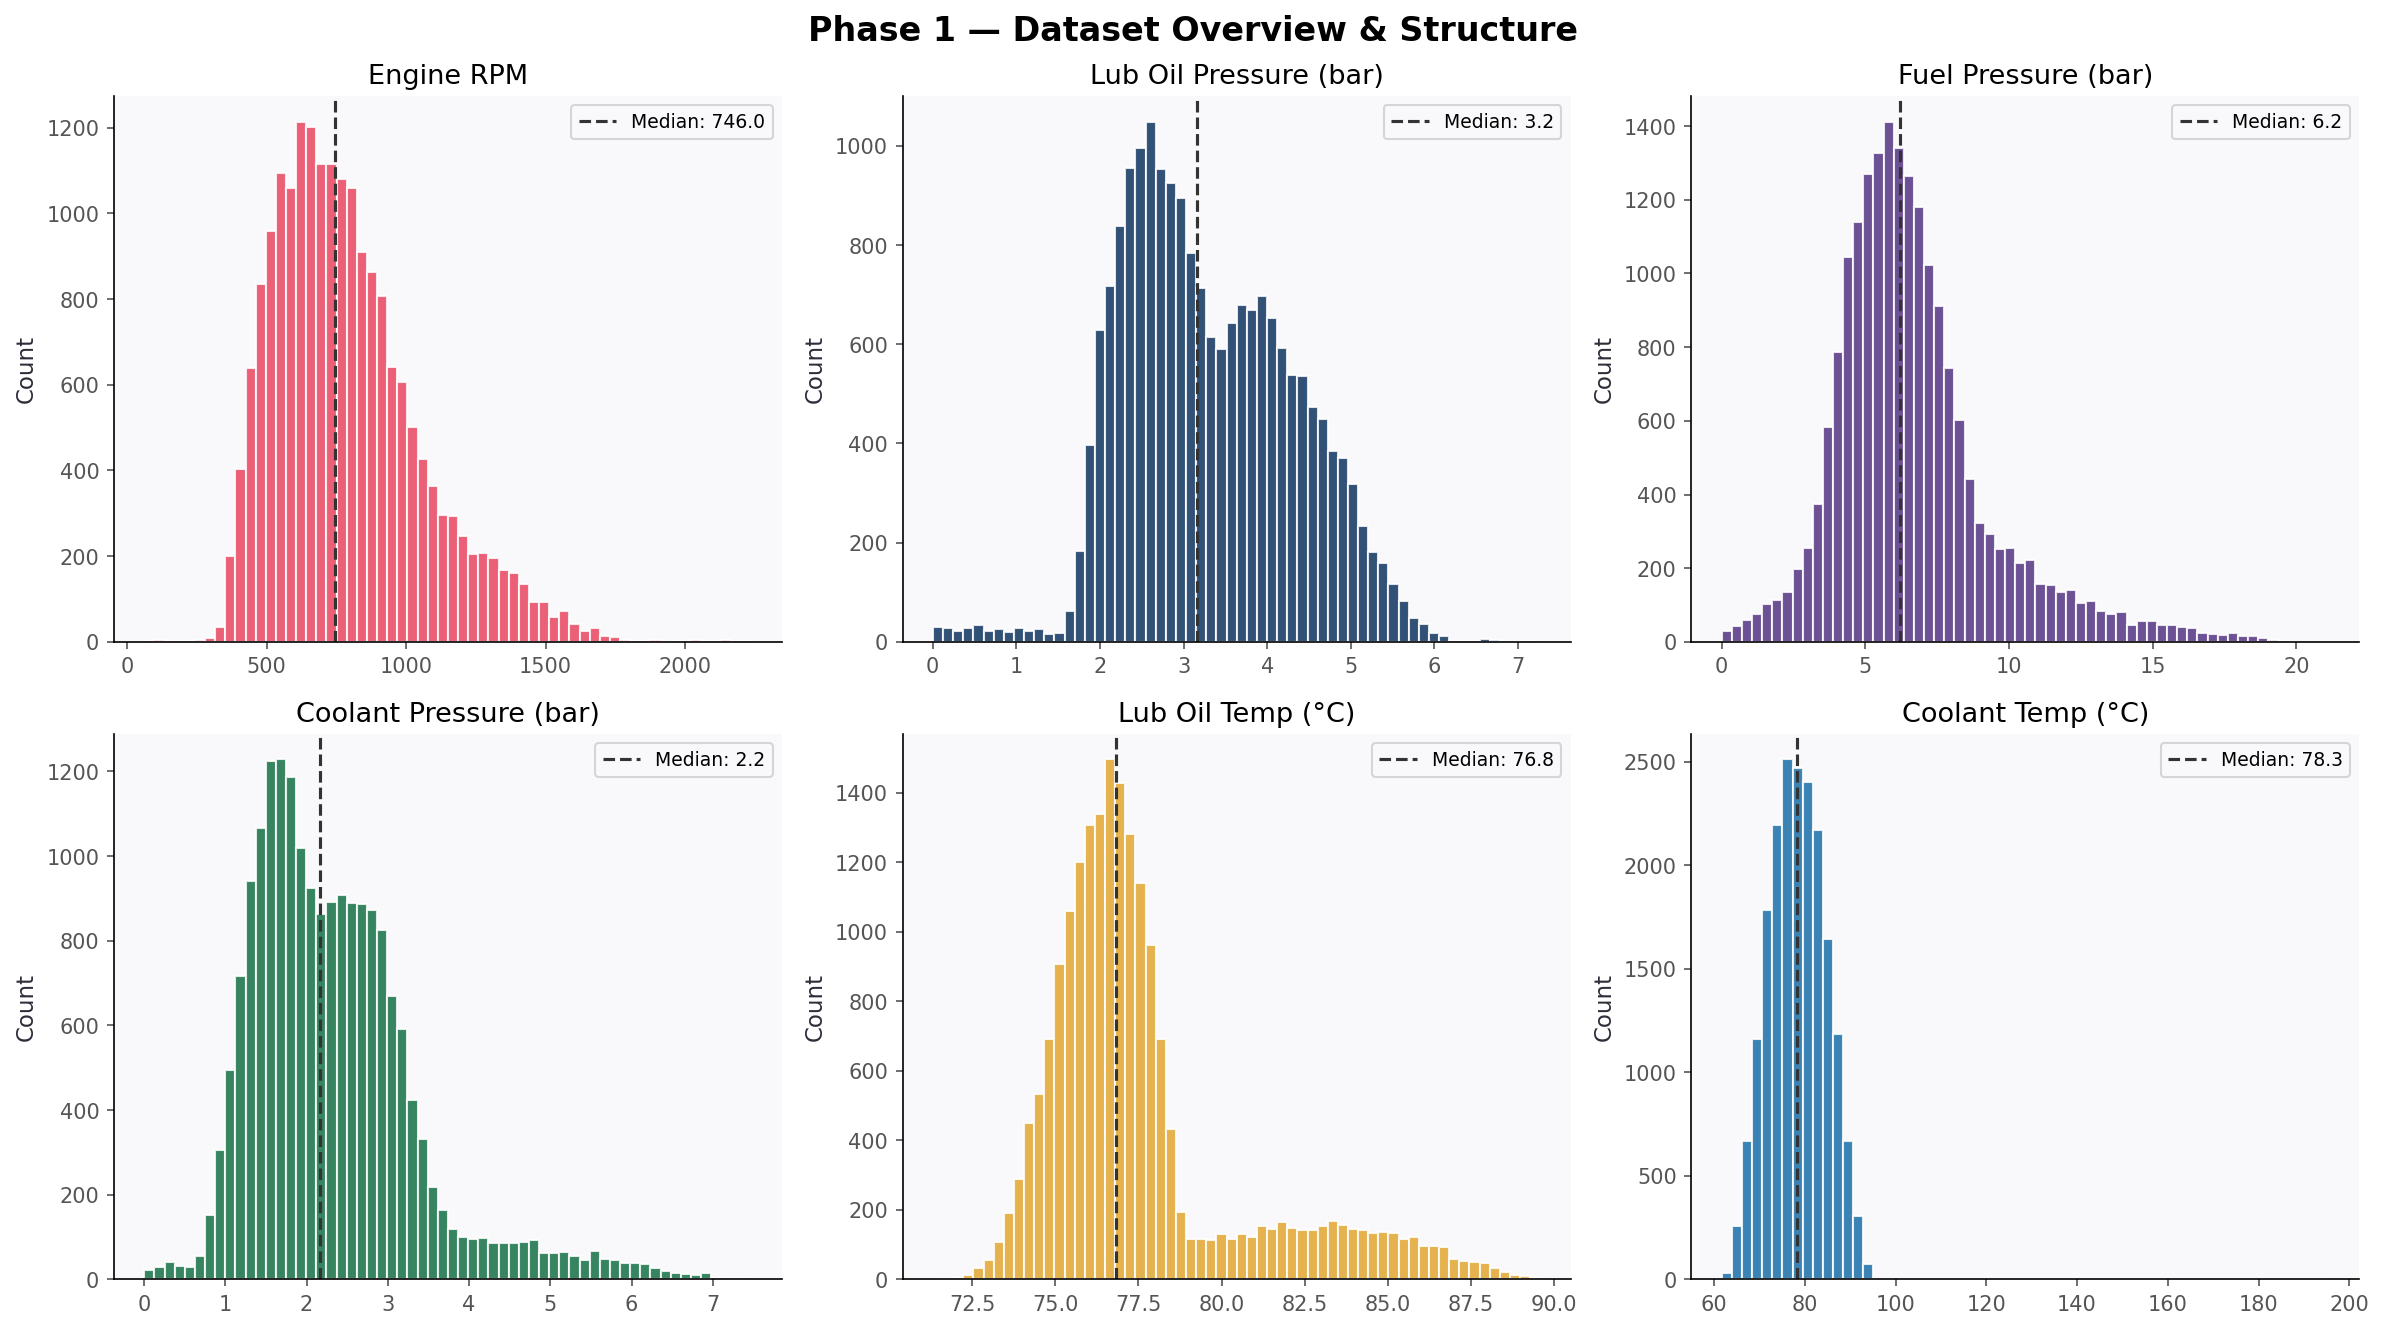 Phase 1 — Dataset Overview & Structure
Engine RPM
Median: 746.0
Count
1200
1000
800
600
400
200
0
0 500 1000 1500 2000
Lub Oil Pressure (bar)
Median: 3.2
Count
1000
800
600
400
200
0
0 1 2 3 4 5 6 7
Fuel Pressure (bar)
Median: 6.2
Count
1400
1200
1000
800
600
400
200
0
0 5 10 15 20
Coolant Pressure (bar)
Median: 2.2
Count
1200
1000
800
600
400
200
0
0 1 2 3 4 5 6 7
Lub Oil Temp (°C)
Median: 76.8
Count
1400
1200
1000
800
600
400
200
0
72.5 75.0 77.5 80.0 82.5 85.0 87.5 90.0
Coolant Temp (°C)
Median: 78.3
Count
2500
2000
1500
1000
500
0
60 80 100 120 140 160 180 200